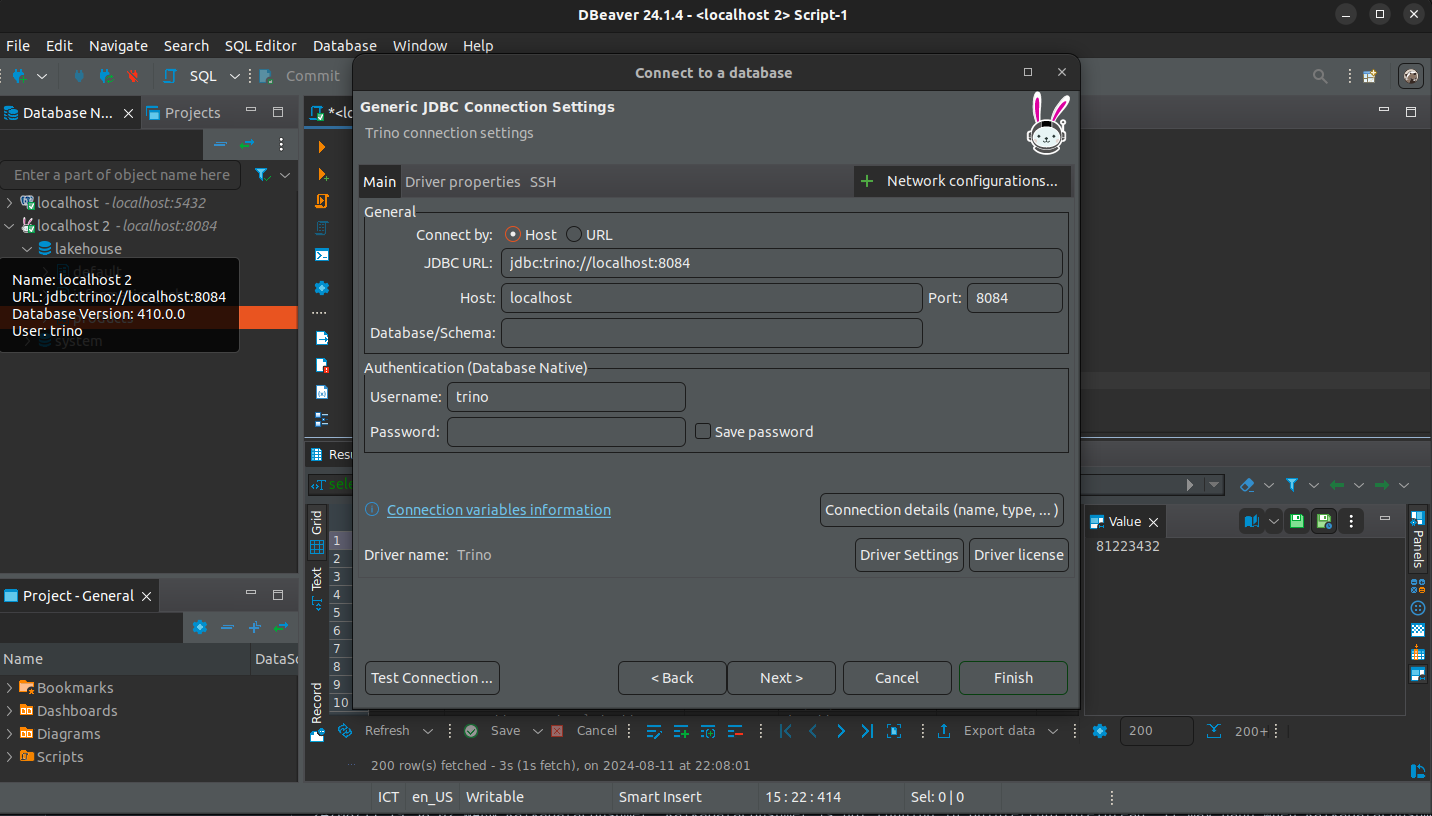 DBeaver 24.1.4 - <localhost 2> Script-1
File Edit Navigate Search SQL Editor Database Window Help
SQL Commit
Database N... Projects
Enter a part of object name here
localhost - localhost:5432
localhost 2 - localhost:8084
lakehouse
default
Name: localhost 2
URL: jdbc:trino://localhost:8084
Database Version: 410.0.0
User: trino
system
*<lo
Connect to a database
Generic JDBC Connection Settings
Trino connection settings
Main Driver properties SSH Network configurations...
General
Connect by: Host URL
JDBC URL: jdbc:trino://localhost:8084
Host: localhost Port: 8084
Database/Schema:
Authentication (Database Native)
Username: trino
Password: Save password
Connection variables information Connection details (name, type, ... )
Driver name: Trino Driver Settings Driver license
Test Connection ... < Back Next > Cancel Finish
Resu
sele
Grid
Text
Record
1
2
3
4
5
6
7
8
9
10
Value
81223432
Panels
Project - General
Name DataSc
Bookmarks
Dashboards
Diagrams
Scripts
Refresh Save Cancel Export data 200 200+
200 row(s) fetched - 3s (1s fetch), on 2024-08-11 at 22:08:01
ICT en_US Writable Smart Insert 15 : 22 : 414 Sel: 0 | 0